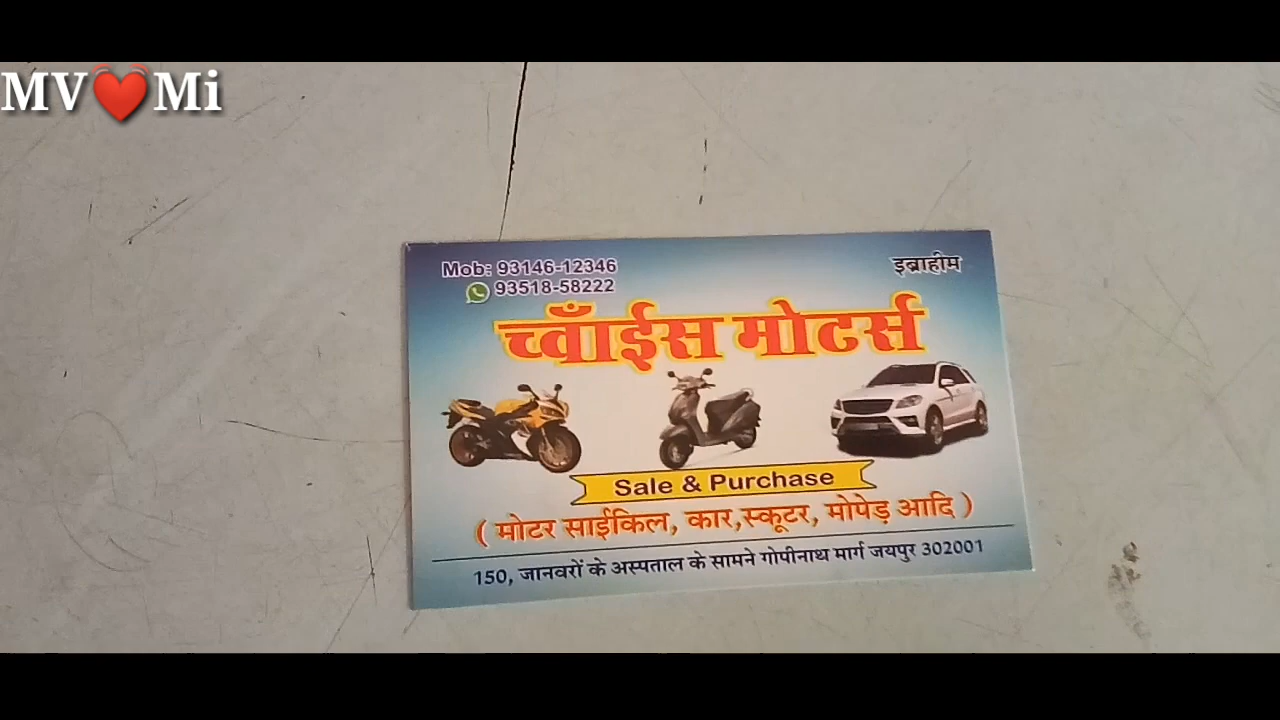 MV❤️Mi
Mob: 93146-12346
93518-58222
इब्राहीम
च्वाँईस मोटर्स
Sale & Purchase
( मोटर साईकिल, कार,स्कूटर, मोपेड़ आदि )
150, जानवरों के अस्पताल के सामने गोपीनाथ मार्ग जयपुर 302001